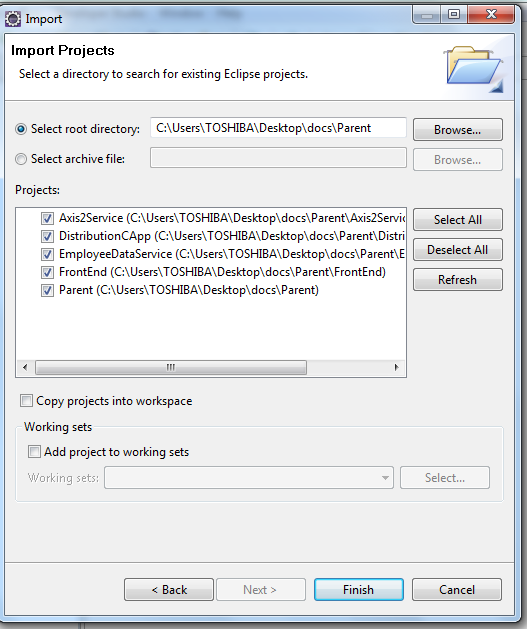 Import
Import Projects
Select a directory to search for existing Eclipse projects.
Select root directory: C:\Users\TOSHIBA\Desktop\docs\Parent Browse...
Select archive file: Browse...
Projects:
Axis2Service (C:\Users\TOSHIBA\Desktop\docs\Parent\Axis2Servic
DistributionCApp (C:\Users\TOSHIBA\Desktop\docs\Parent\Distri
EmployeeDataService (C:\Users\TOSHIBA\Desktop\docs\Parent\E
FrontEnd (C:\Users\TOSHIBA\Desktop\docs\Parent\FrontEnd)
Parent (C:\Users\TOSHIBA\Desktop\docs\Parent)
Select All
Deselect All
Refresh
Copy projects into workspace
Working sets
Add project to working sets
Working sets: Select...
< Back Next > Finish Cancel